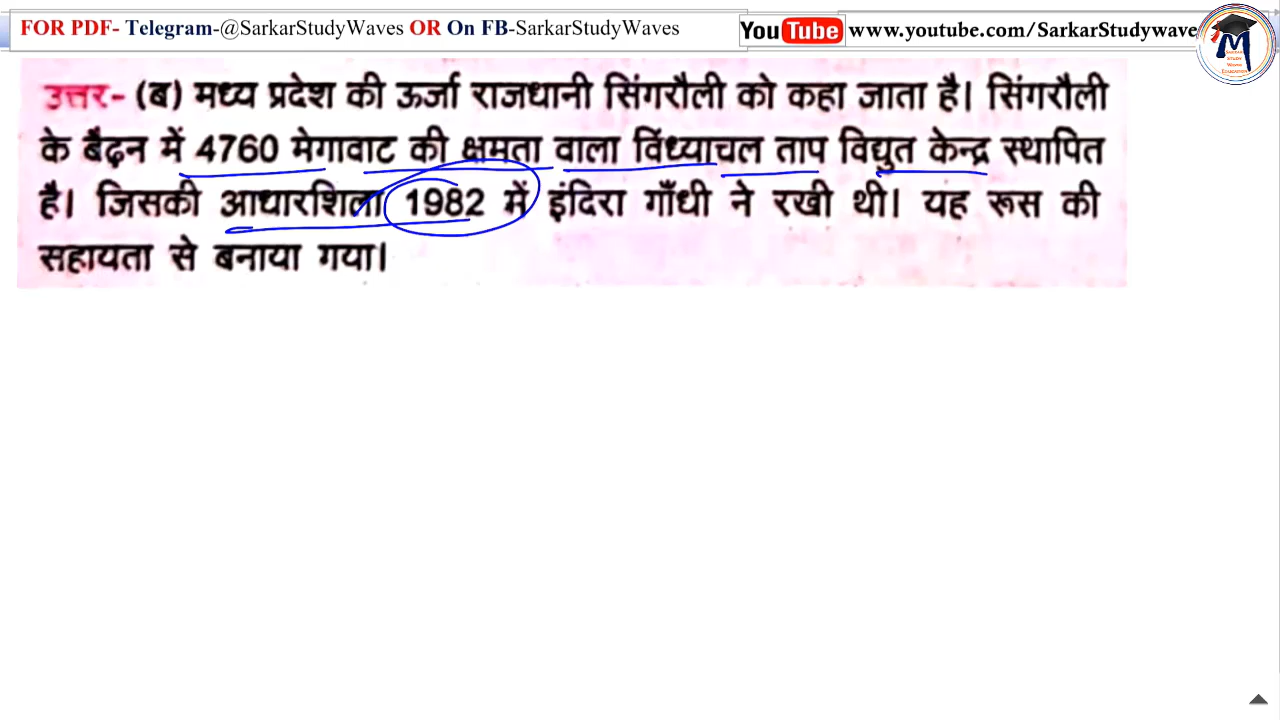 FOR PDF- Telegram-@SarkarStudyWaves OR On FB-SarkarStudyWaves
YouTube www.youtube.com/SarkarStudywave
उत्तर- (ब) मध्य प्रदेश की ऊर्जा राजधानी सिंगरौली को कहा जाता है। सिंगरौली
के बैढ़न में 4760 मेगावाट की क्षमता वाला विंध्याचल ताप विद्युत केन्द्र स्थापित
है। जिसकी आधारशिला 1982 में इंदिरा गाँधी ने रखी थी। यह रूस की
सहायता से बनाया गया।